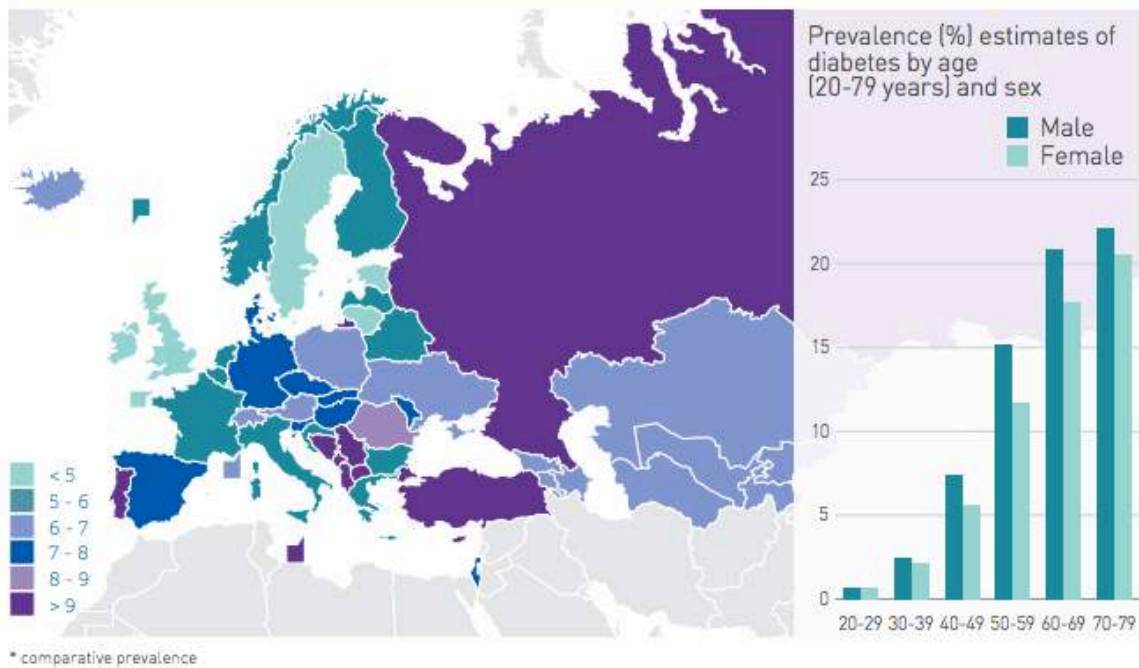 Prevalence (%) estimates of
diabetes by age
(20-79 years) and sex
Male
Female
25
20
15
10
5
0
20-29 30-39 40-49 50-59 60-69 70-79
< 5
5 - 6
6 - 7
7 - 8
8 - 9
> 9
* comparative prevalence